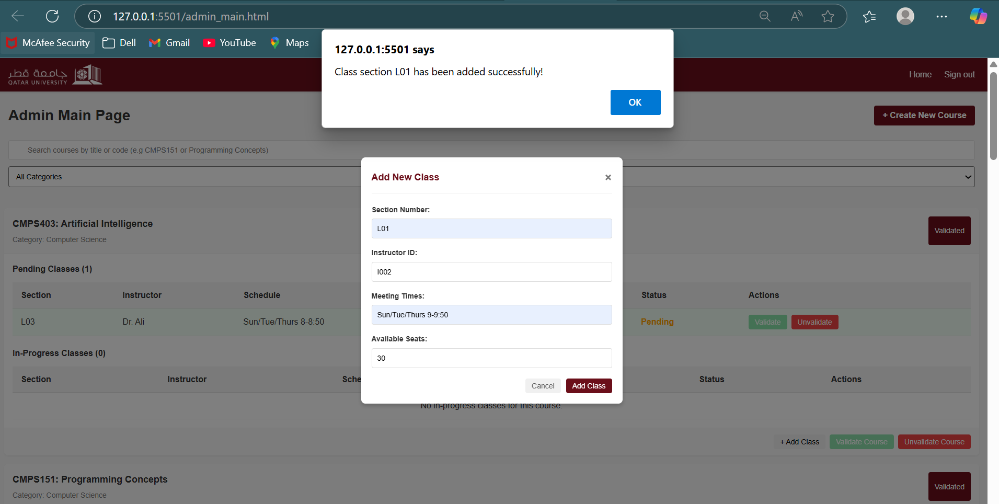 127.0.0.1:5501/admin_main.html
McAfee Security
Dell
Gmail
YouTube
Maps
127.0.0.1:5501 says
Class section L01 has been added successfully!
OK
جامعة قطر
QATAR UNIVERSITY
Home
Sign out
Admin Main Page
+ Create New Course
Search courses by title or code (e.g CMPS151 or Programming Concepts)
All Categories
Add New Class
Section Number:
L01
Instructor ID:
I002
Meeting Times:
Sun/Tue/Thurs 9-9:50
Available Seats:
30
Cancel
Add Class
CMPS403: Artificial Intelligence
Category: Computer Science
Validated
Pending Classes (1)
Section Instructor Schedule Status Actions
L03 Dr. Ali Sun/Tue/Thurs 8-8:50 Pending Validate Unvalidate
In-Progress Classes (0)
Section Instructor Sche Status Actions
No in-progress classes for this course.
+ Add Class Validate Course Unvalidate Course
CMPS151: Programming Concepts
Category: Computer Science
Validated